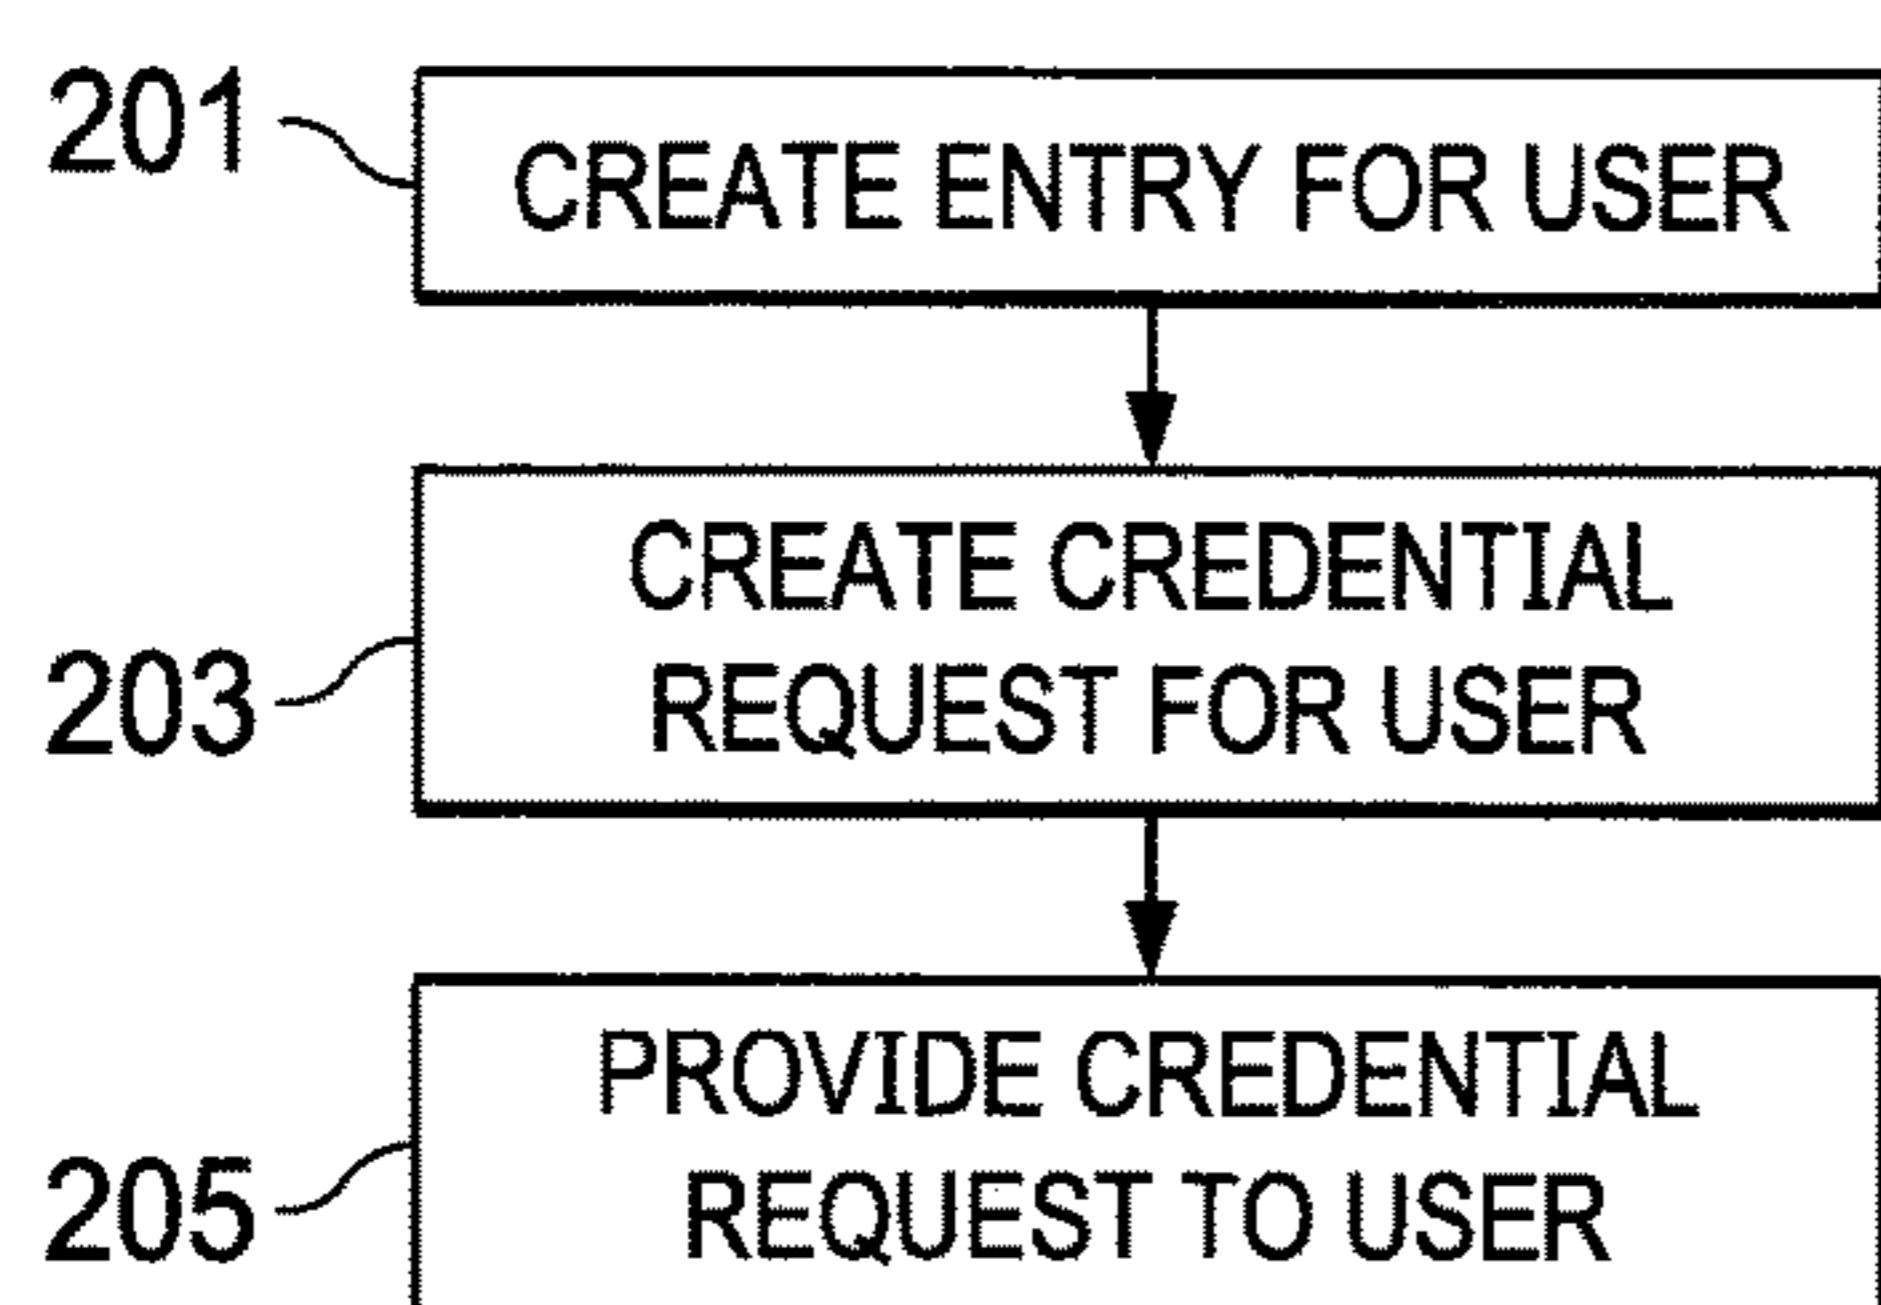 201
CREATE ENTRY FOR USER
203
CREATE CREDENTIAL
REQUEST FOR USER
205
PROVIDE CREDENTIAL
REQUEST TO USER